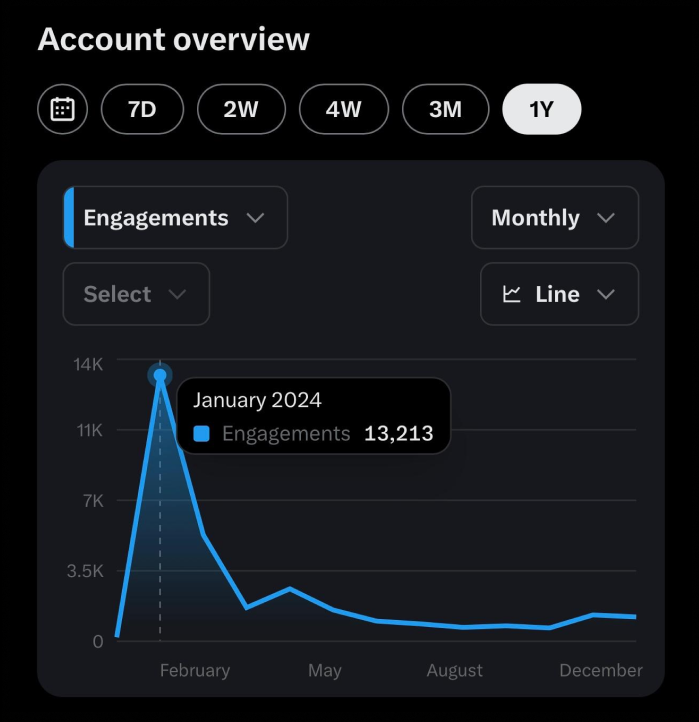 Account overview
7D 2W 4W 3M 1Y
Engagements Monthly
Select Line
14K
January 2024
Engagements 13,213
11K
7K
3.5K
0
February May August December